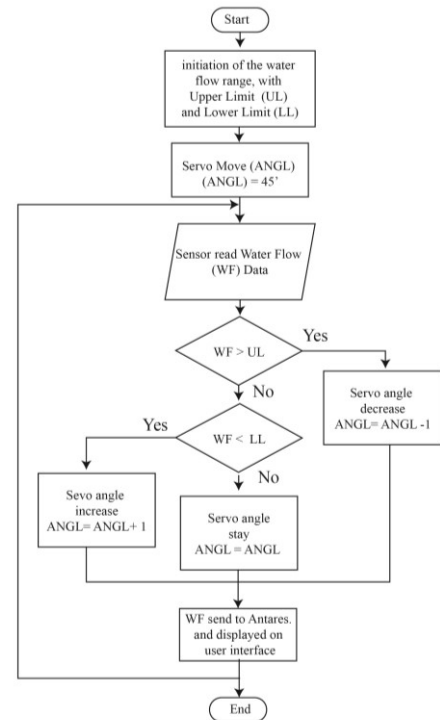 Start
initiation of the water
flow range, with
Upper Limit (UL)
and Lower Limit (LL)
Servo Move (ANGL)
(ANGL) = 45'
Sensor read Water Flow
(WF) Data
WF > UL
Yes
No
Servo angle
decrease
ANGL= ANGL -1
WF < LL
Yes
No
Sevo angle
increase
ANGL= ANGL+ 1
Servo angle
stay
ANGL = ANGL
WF send to Antares.
and displayed on
user interface
End